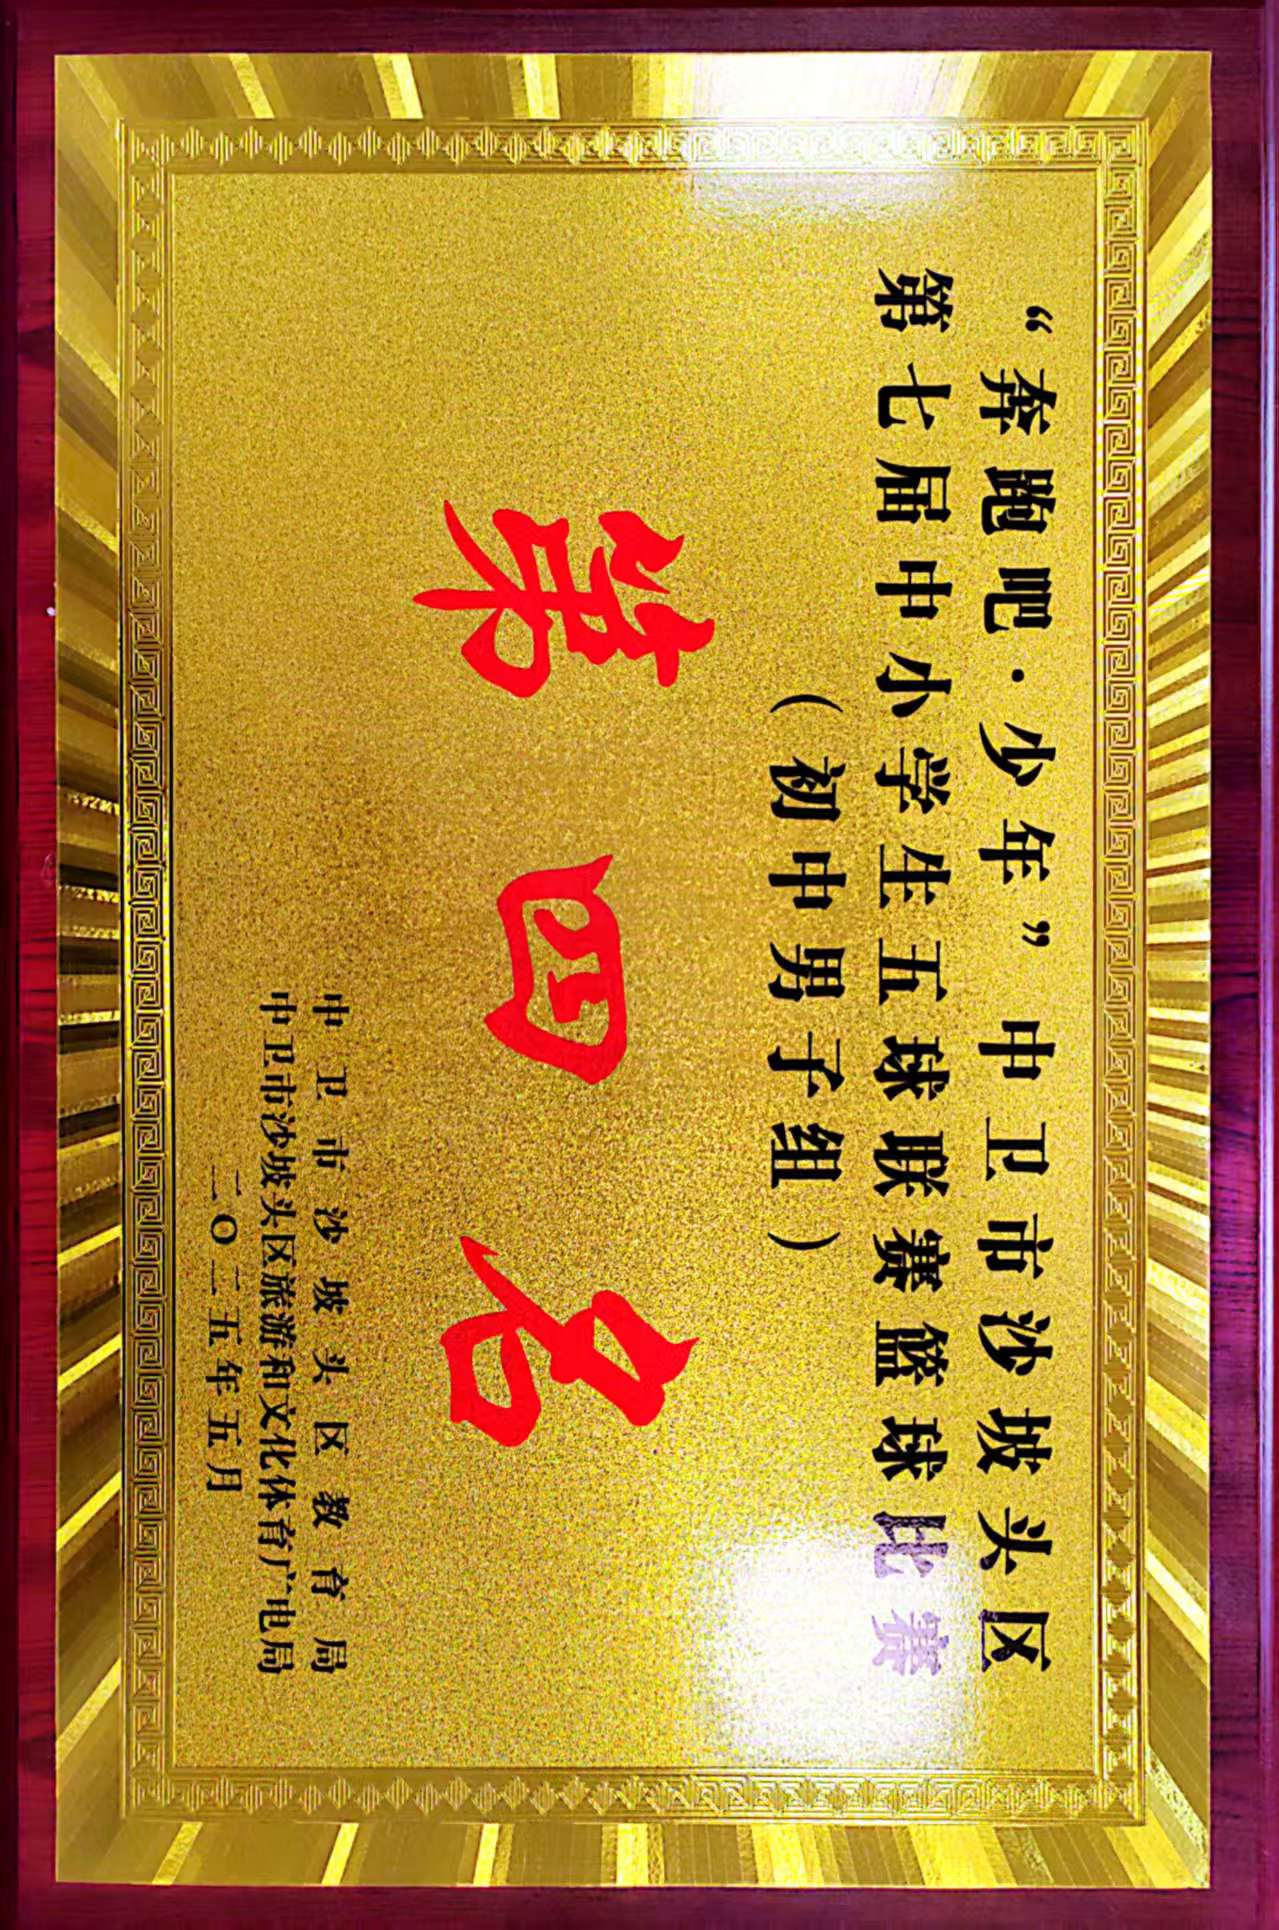 “奔跑吧·少年”中卫市沙坡头区
第七届中小学生五球联赛篮球比赛
（初中男子组）
第四名
中卫市沙坡头区教育局
中卫市沙坡头区旅游和文化体育广电局
二〇二五年五月